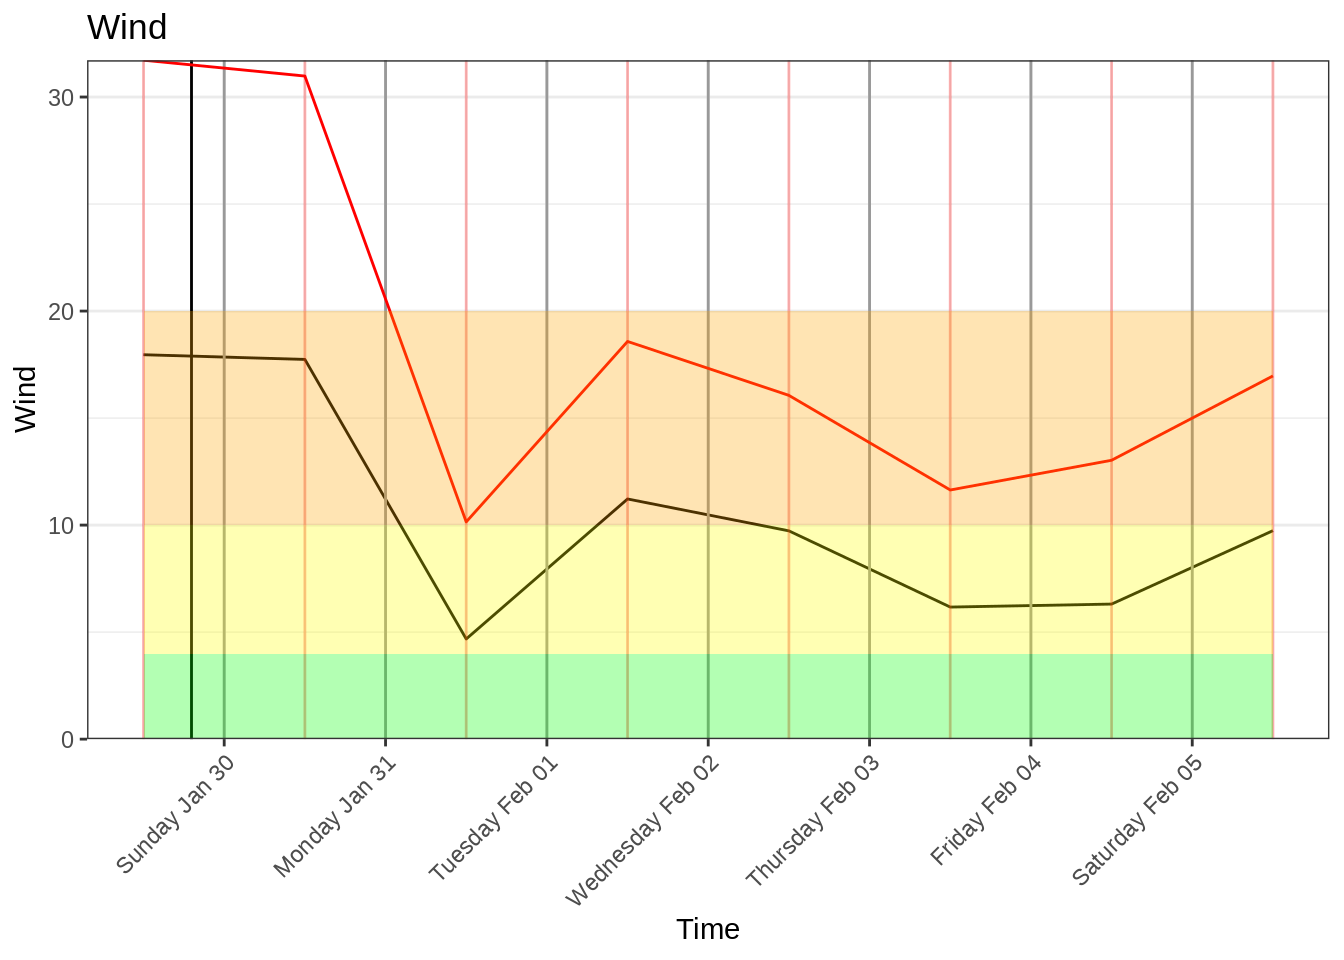 Wind
30
20
10
0
Wind
Sunday Jan 30
Monday Jan 31
Tuesday Feb 01
Wednesday Feb 02
Thursday Feb 03
Friday Feb 04
Saturday Feb 05
Time